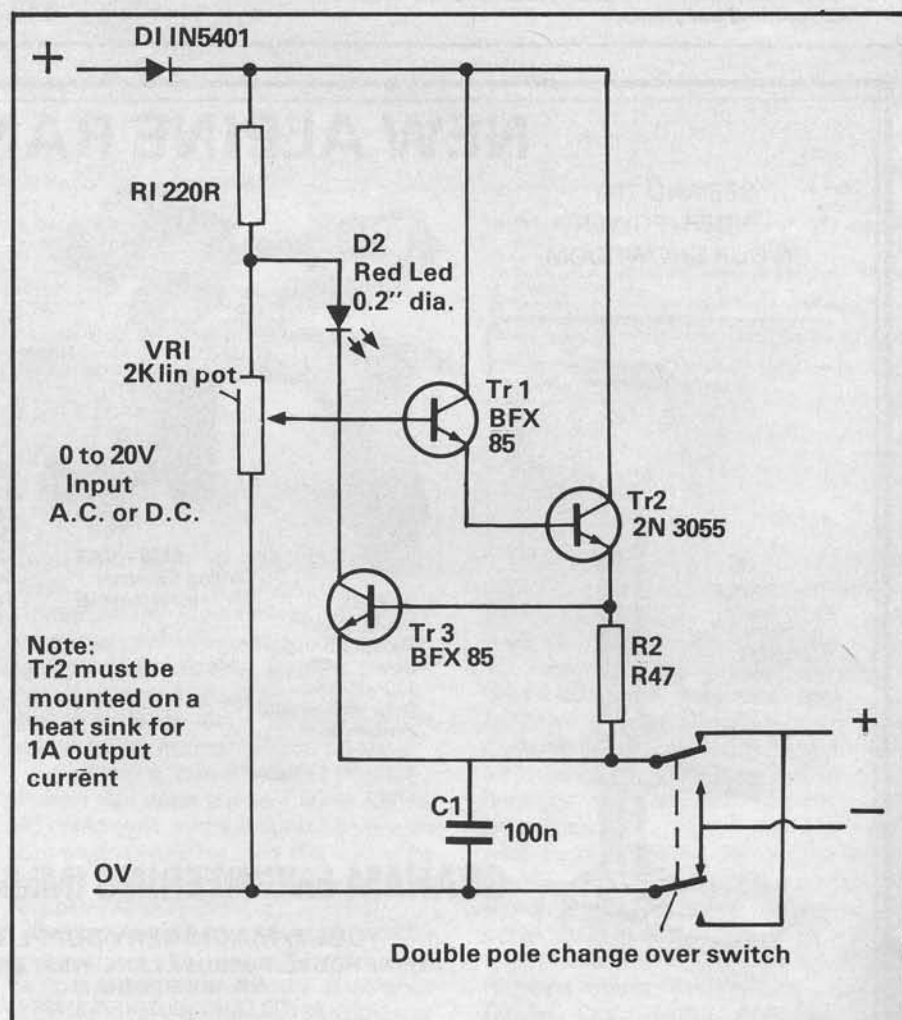 DI IN5401
+
RI 220R
D2
Red Led
0.2" dia.
VRI
2K lin pot
Tr 1
BFX
85
0 to 20V
Input
A.C. or D.C.
Tr2
2N 3055
Tr 3
BFX 85
R2
R47
Note:
Tr2 must be
mounted on a
heat sink for
1A output
current
+
C1
100n
−
OV
Double pole change over switch